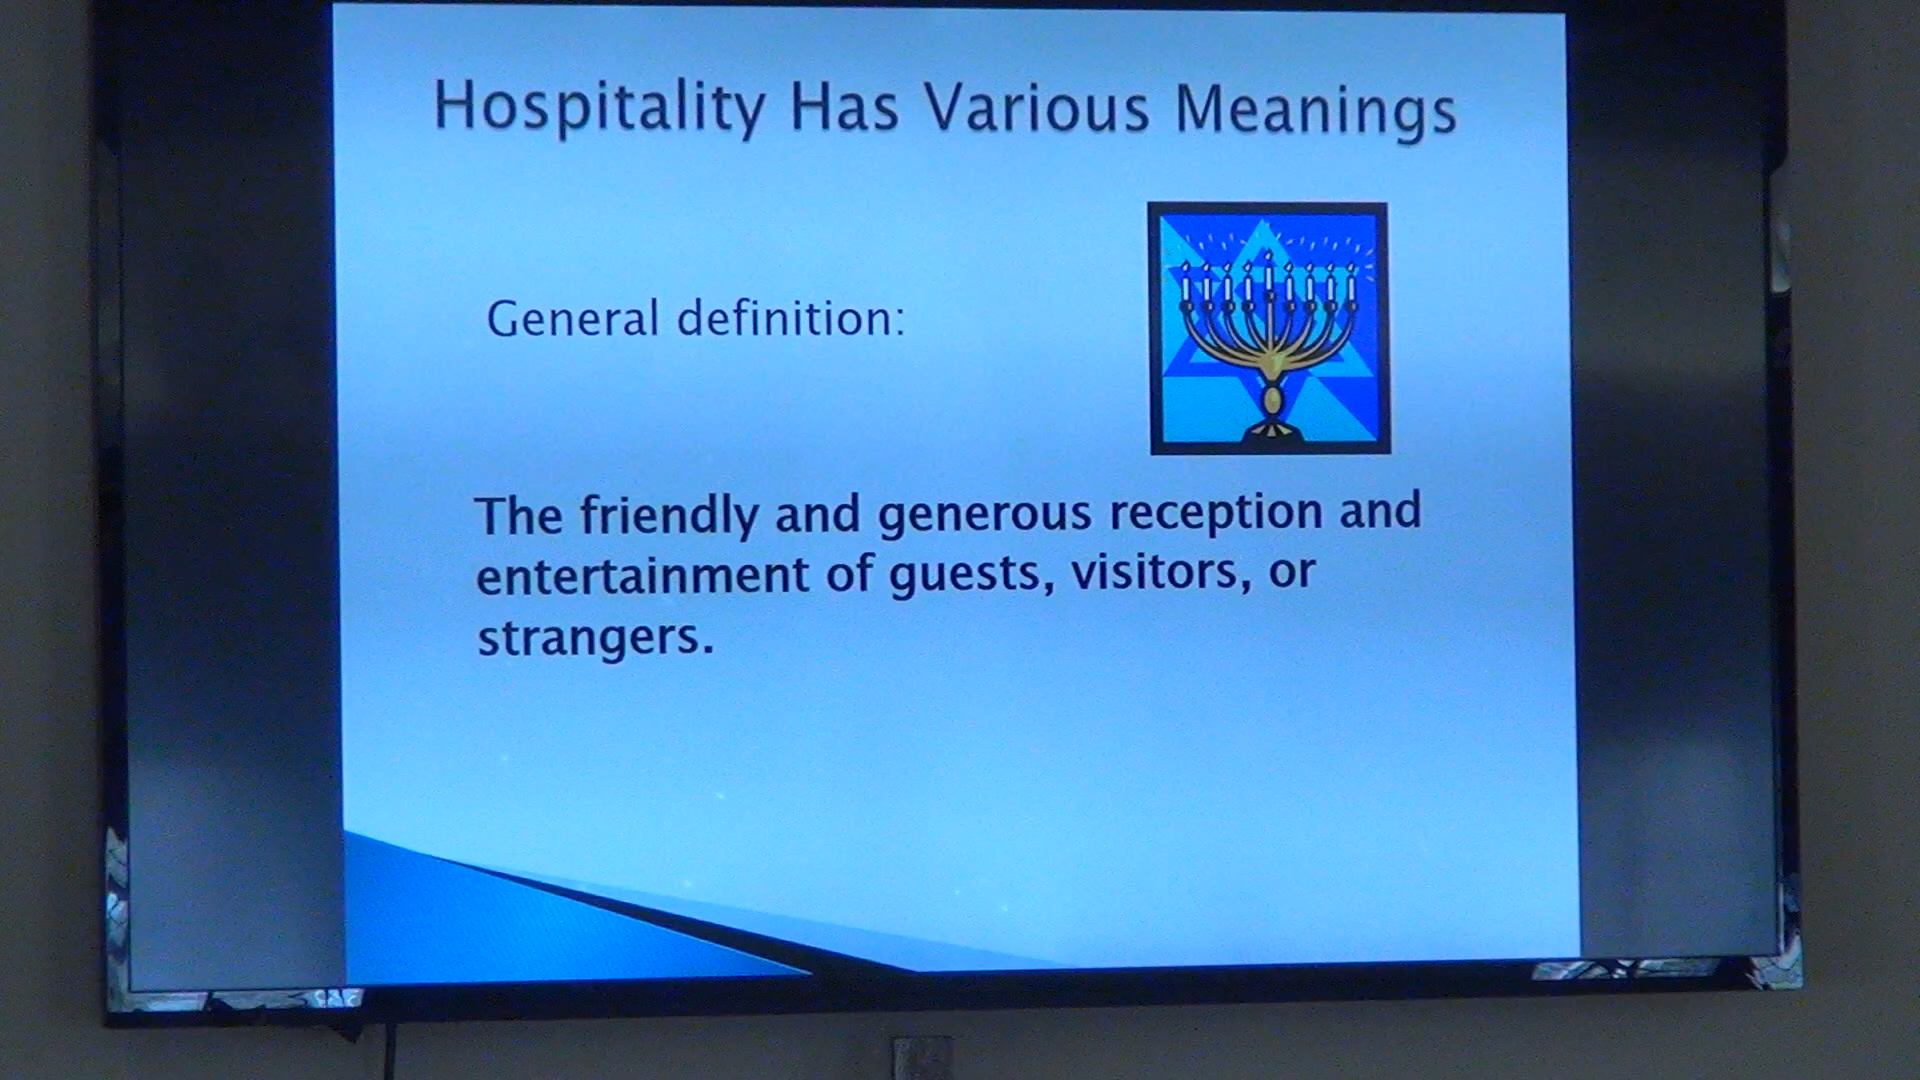 Hospitality Has Various Meanings
General definition:
The friendly and generous reception and
entertainment of guests, visitors, or
strangers.